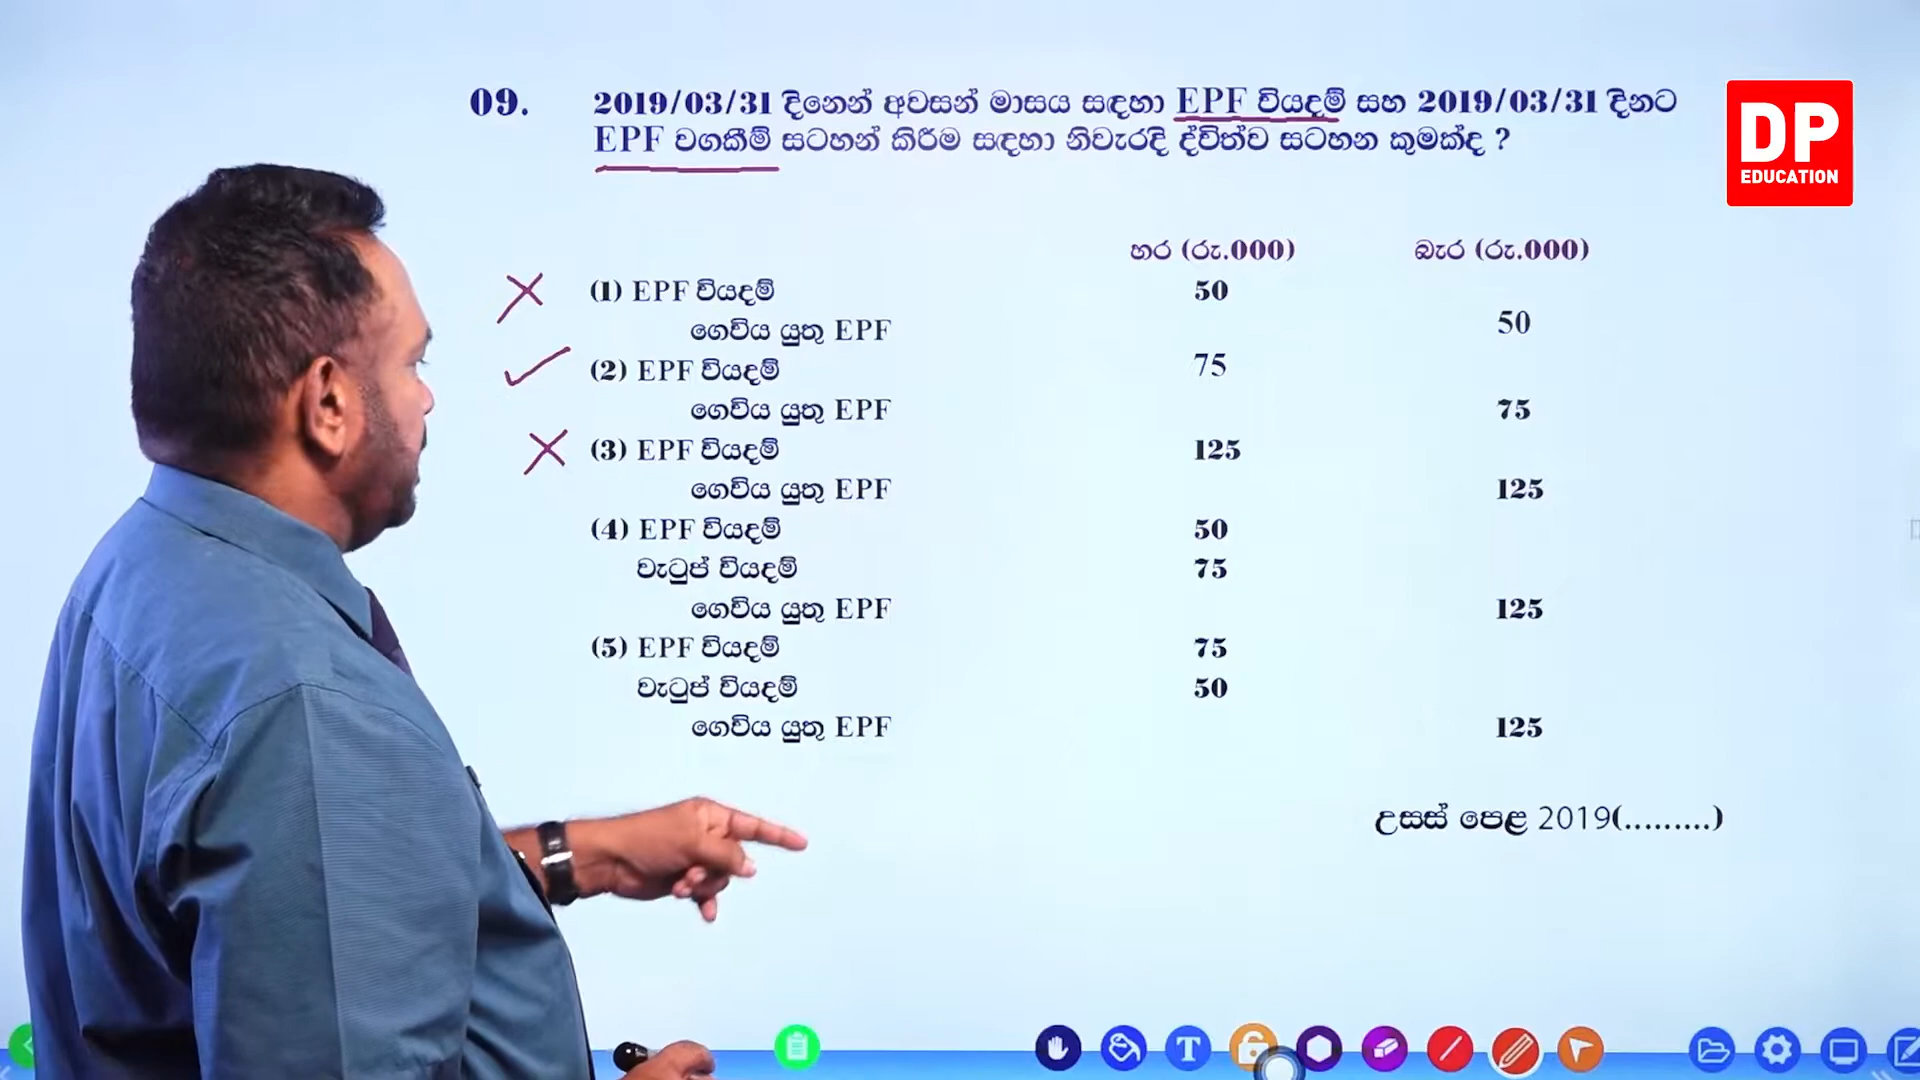 09. 2019/03/31 දිනෙන් අවසන් මාසය සඳහා EPF වියදම් සහ 2019/03/31 දිනට
EPF වගකීම් සටහන් කිරීම සඳහා නිවැරදි ද්විත්ව සටහන කුමක්ද ?
DP
EDUCATION
හර (රු.000) බැර (රු.000)
(1) EPF වියදම් 50
ගෙවිය යුතු EPF 50
(2) EPF වියදම් 75
ගෙවිය යුතු EPF 75
(3) EPF වියදම් 125
ගෙවිය යුතු EPF 125
(4) EPF වියදම් 50
වැටුප් වියදම් 75
ගෙවිය යුතු EPF 125
(5) EPF වියදම් 75
වැටුප් වියදම් 50
ගෙවිය යුතු EPF 125
උසස් පෙළ 2019(.........)